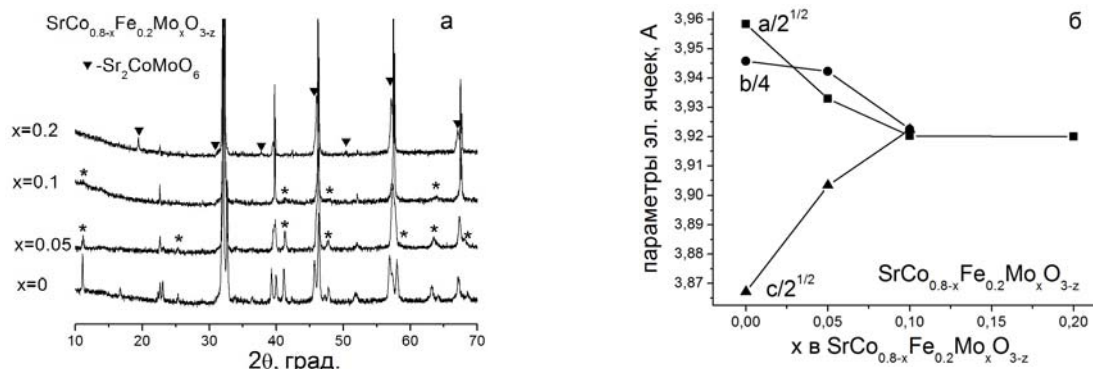 SrCo0.8-xFe0.2MoxO3-z
а
▼-Sr2CoMoO6
x=0.2
x=0.1
* * * *
x=0.05
* * * * * * *
x=0
10 20 30 40 50 60 70
2θ, град.
б
параметры эл. ячеек, А
3,96
3,95
3,94
3,93
3,92
3,91
3,90
3,89
3,88
3,87
a/2^1/2
b/4
c/2^1/2
SrCo0.8-xFe0.2MoxO3-z
0,00 0,05 0,10 0,15 0,20
x в SrCo0.8-xFe0.2MoxO3-z